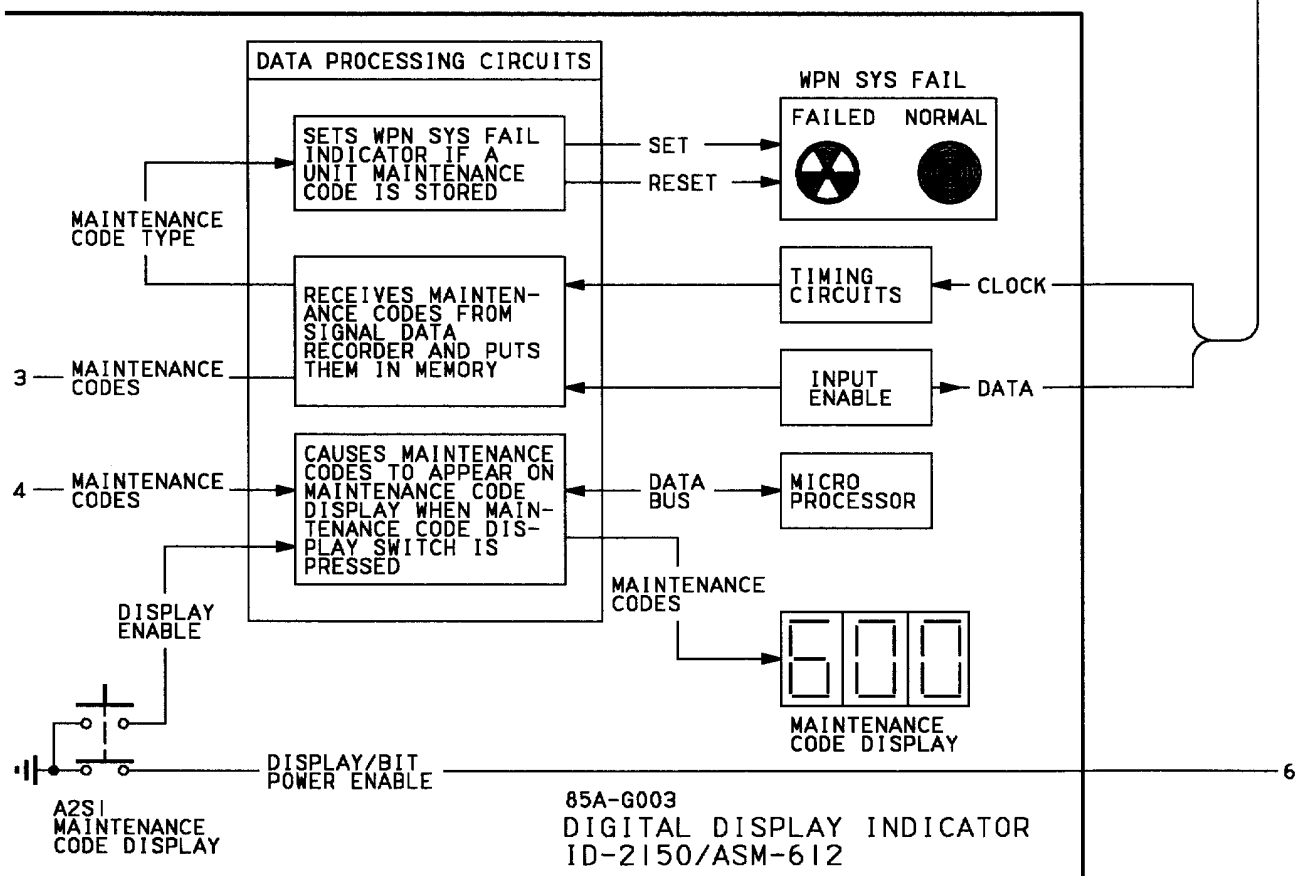 DATA PROCESSING CIRCUITS
SETS WPN SYS FAIL
INDICATOR IF A
UNIT MAINTENANCE
CODE IS STORED
SET
RESET
WPN SYS FAIL
FAILED NORMAL
MAINTENANCE
CODE TYPE
RECEIVES MAINTEN-
ANCE CODES FROM
SIGNAL DATA
RECORDER AND PUTS
THEM IN MEMORY
TIMING
CIRCUITS
CLOCK
3 MAINTENANCE
CODES
INPUT
ENABLE
DATA
4 MAINTENANCE
CODES
CAUSES MAINTENANCE
CODES TO APPEAR ON
MAINTENANCE CODE
DISPLAY WHEN MAIN-
TENANCE CODE DIS-
PLAY SWITCH IS
PRESSED
DATA
BUS
MICRO
PROCESSOR
DISPLAY
ENABLE
MAINTENANCE
CODES
600
MAINTENANCE
CODE DISPLAY
DISPLAY/BIT
POWER ENABLE
6
A2S1
MAINTENANCE
CODE DISPLAY
85A-G003
DIGITAL DISPLAY INDICATOR
ID-2150/ASM-612